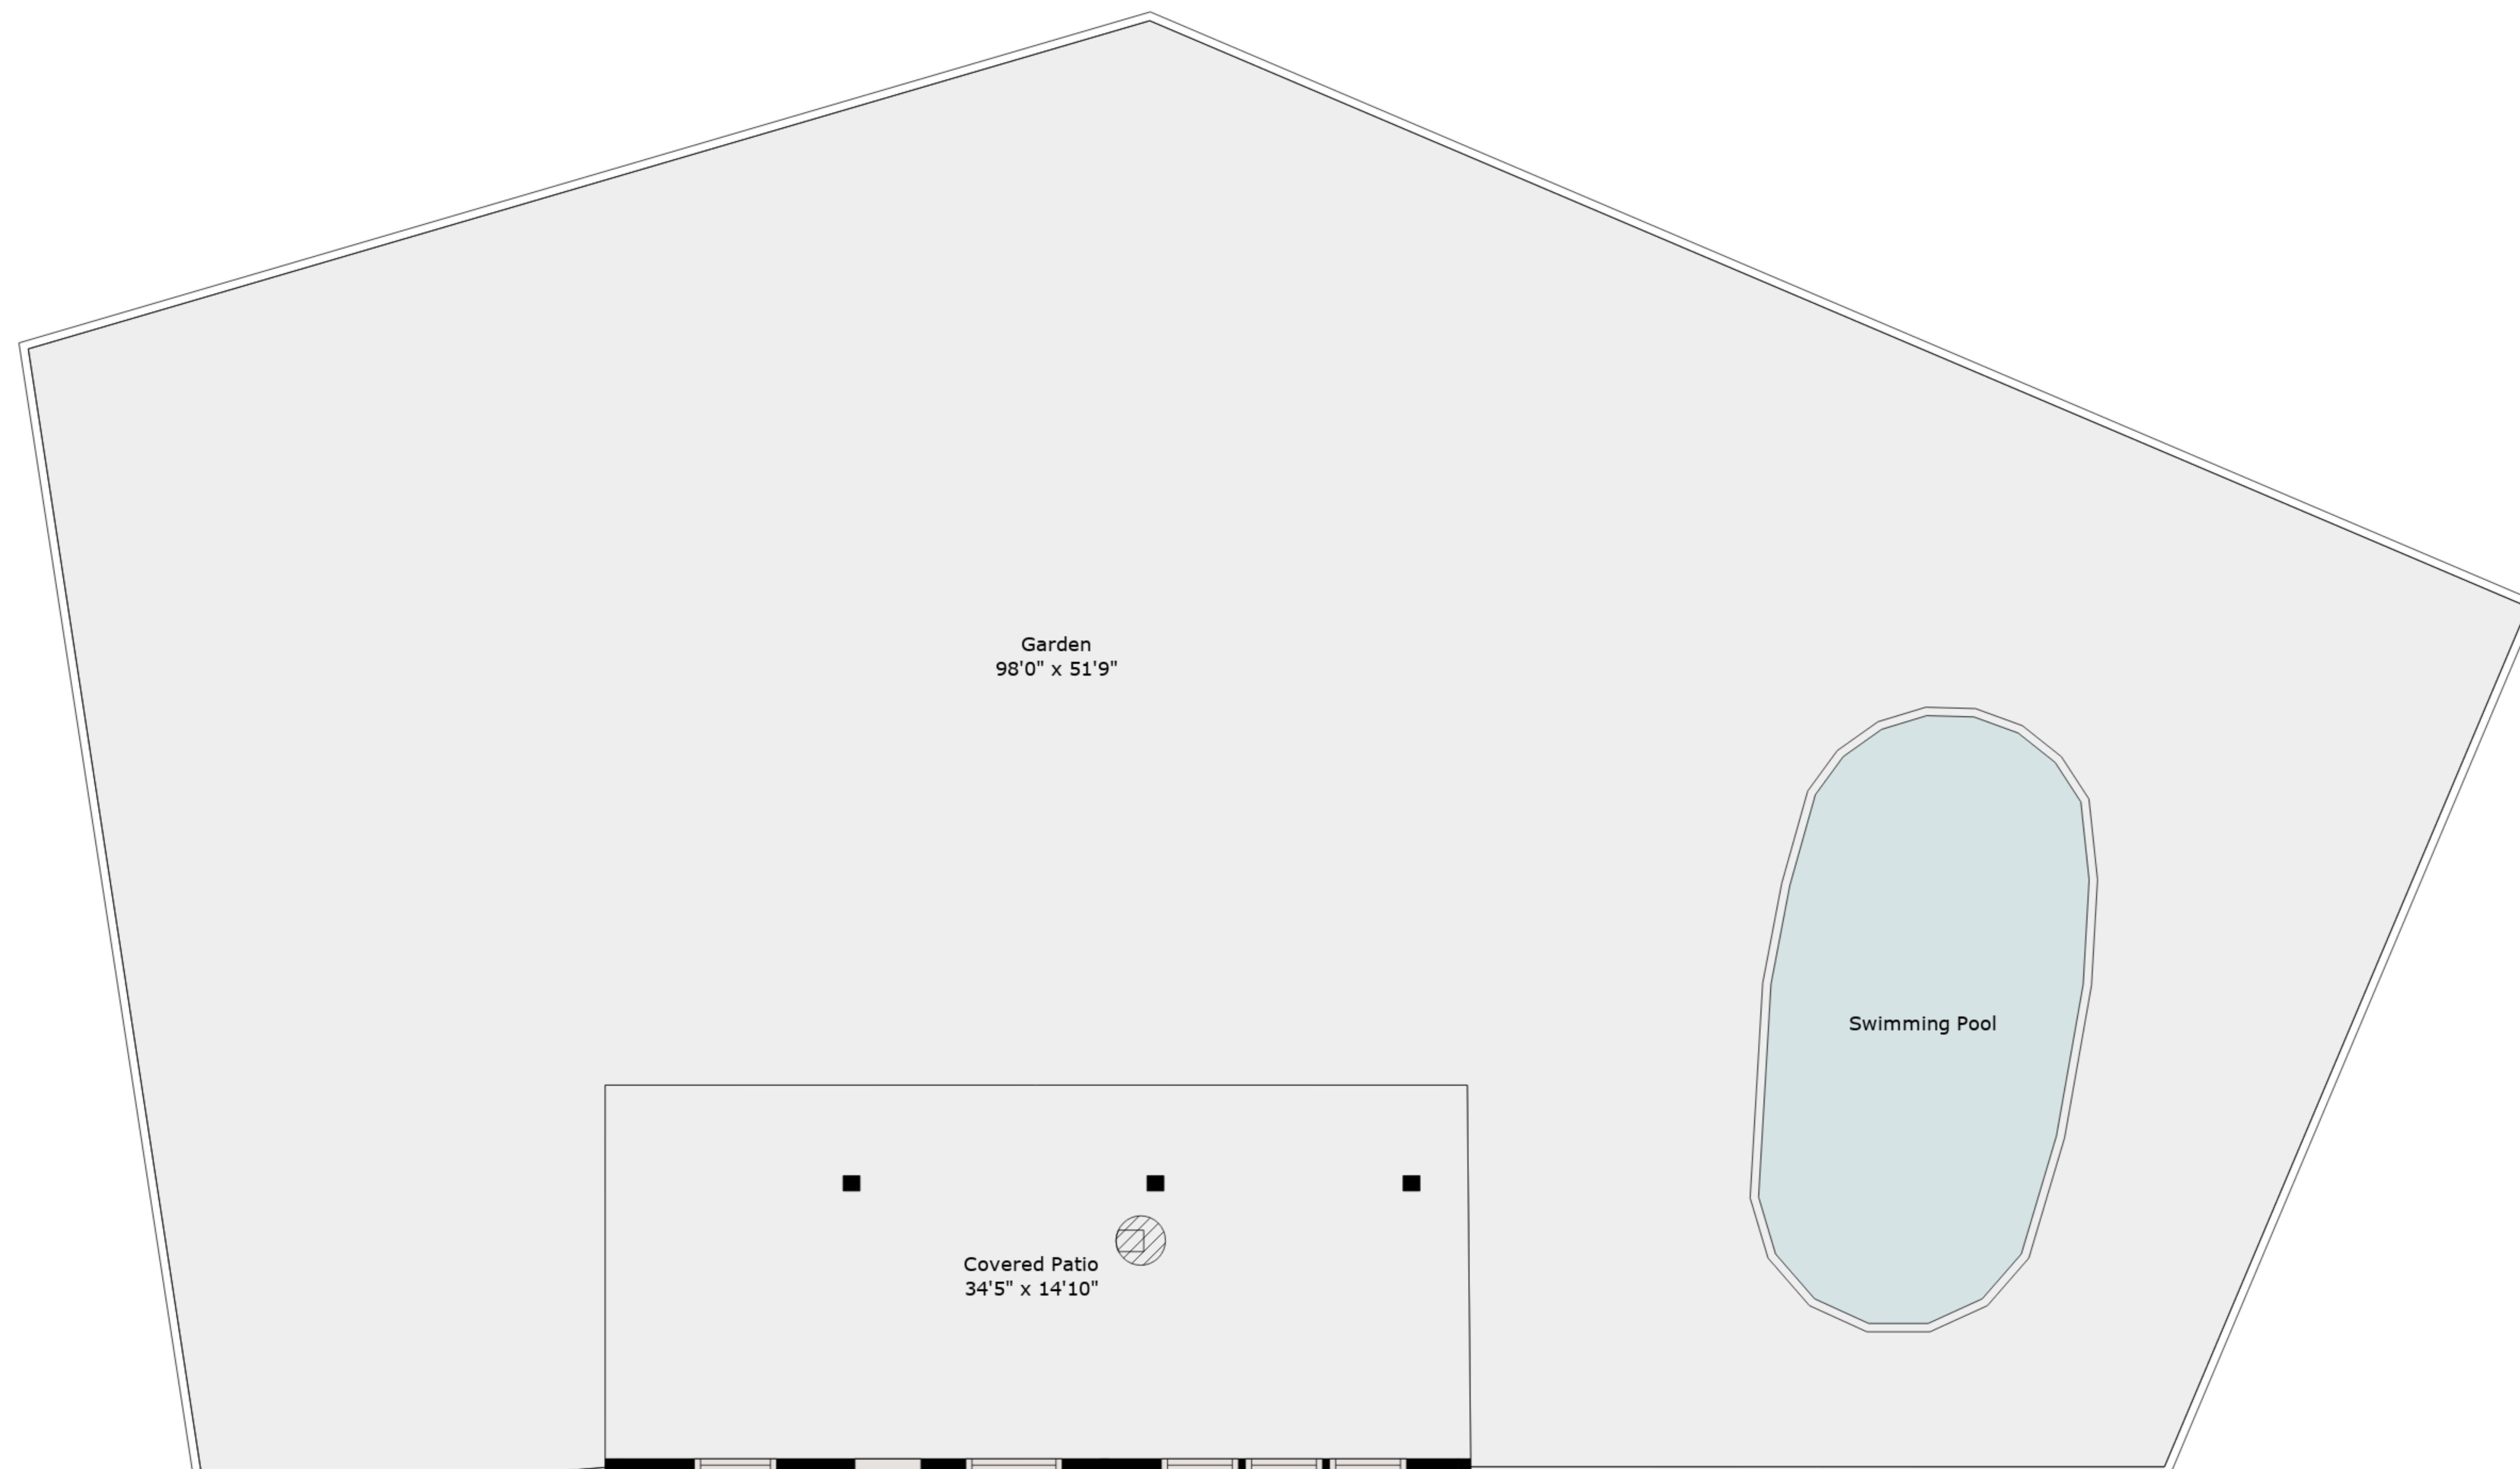 Garden
98'0" x 51'9"
Swimming Pool
Covered Patio
34'5" x 14'10"